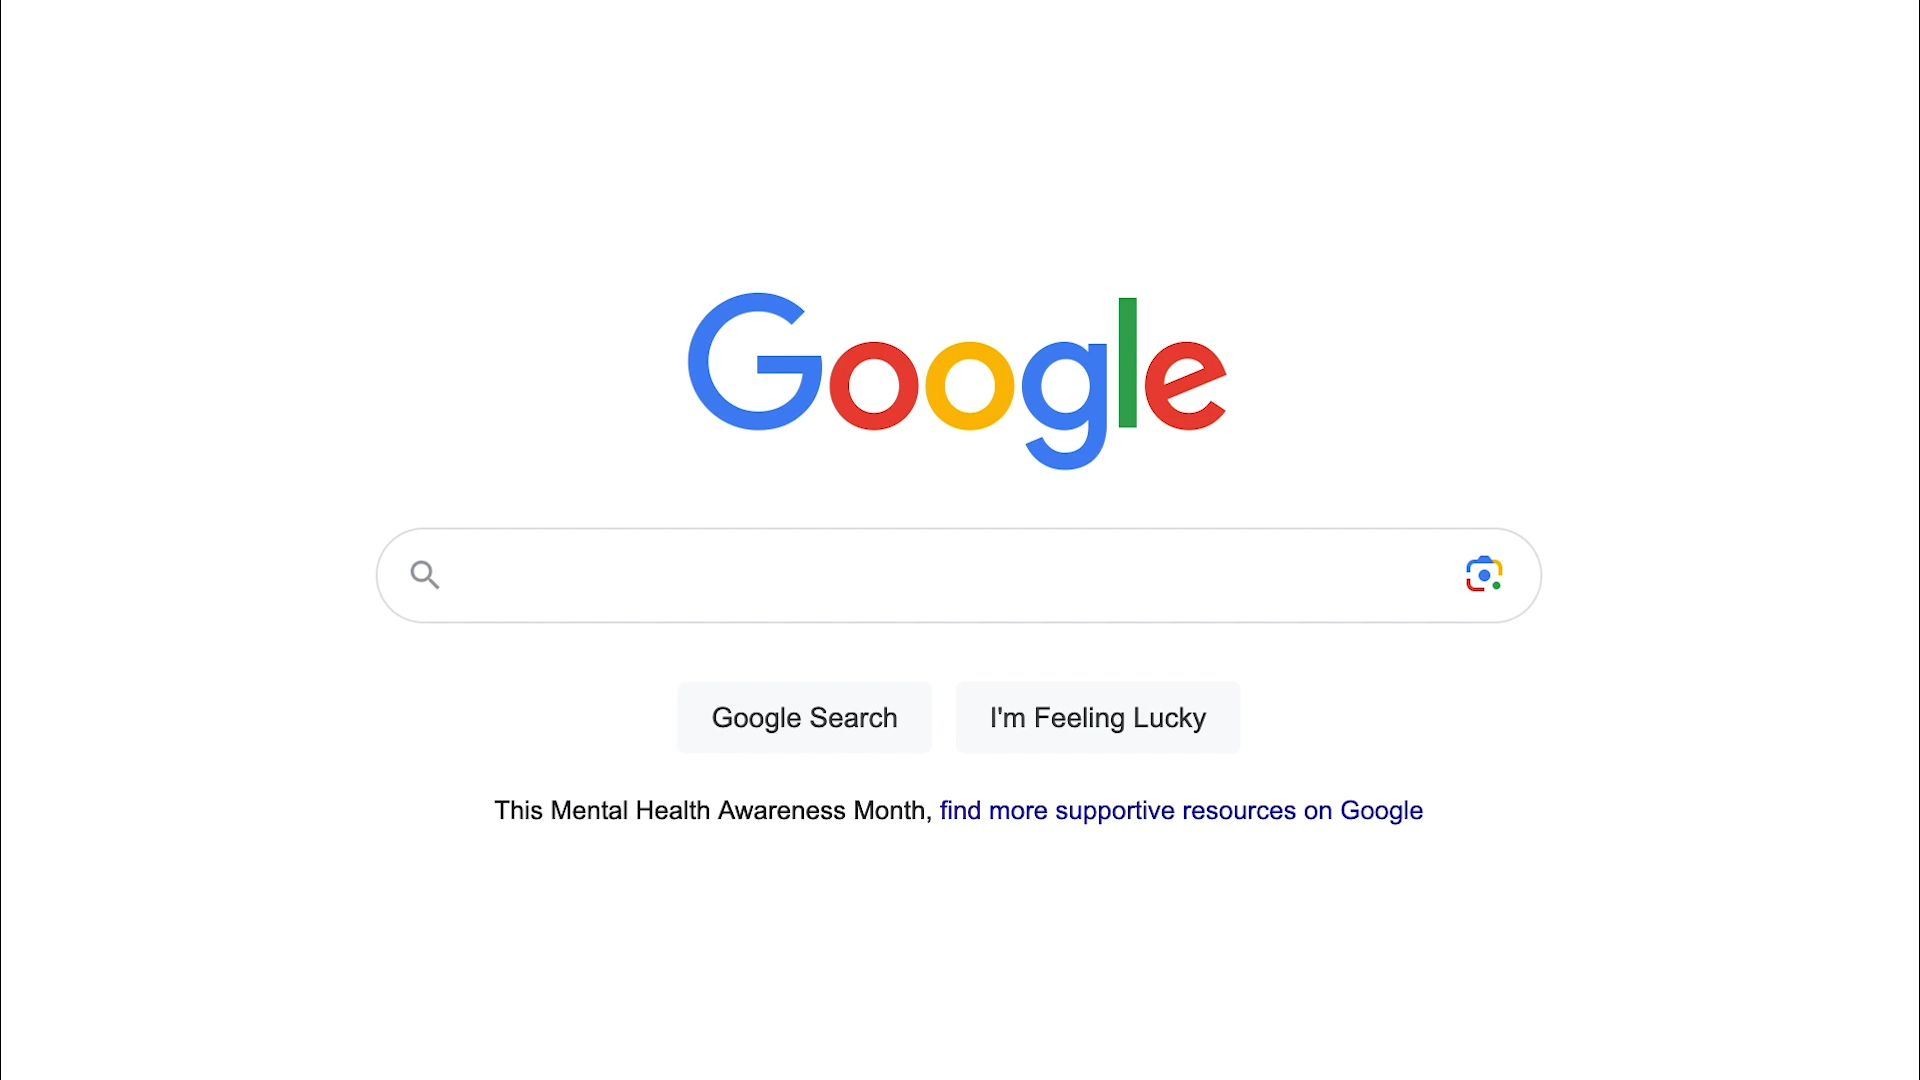 Google
Google Search
I'm Feeling Lucky
This Mental Health Awareness Month, find more supportive resources on Google